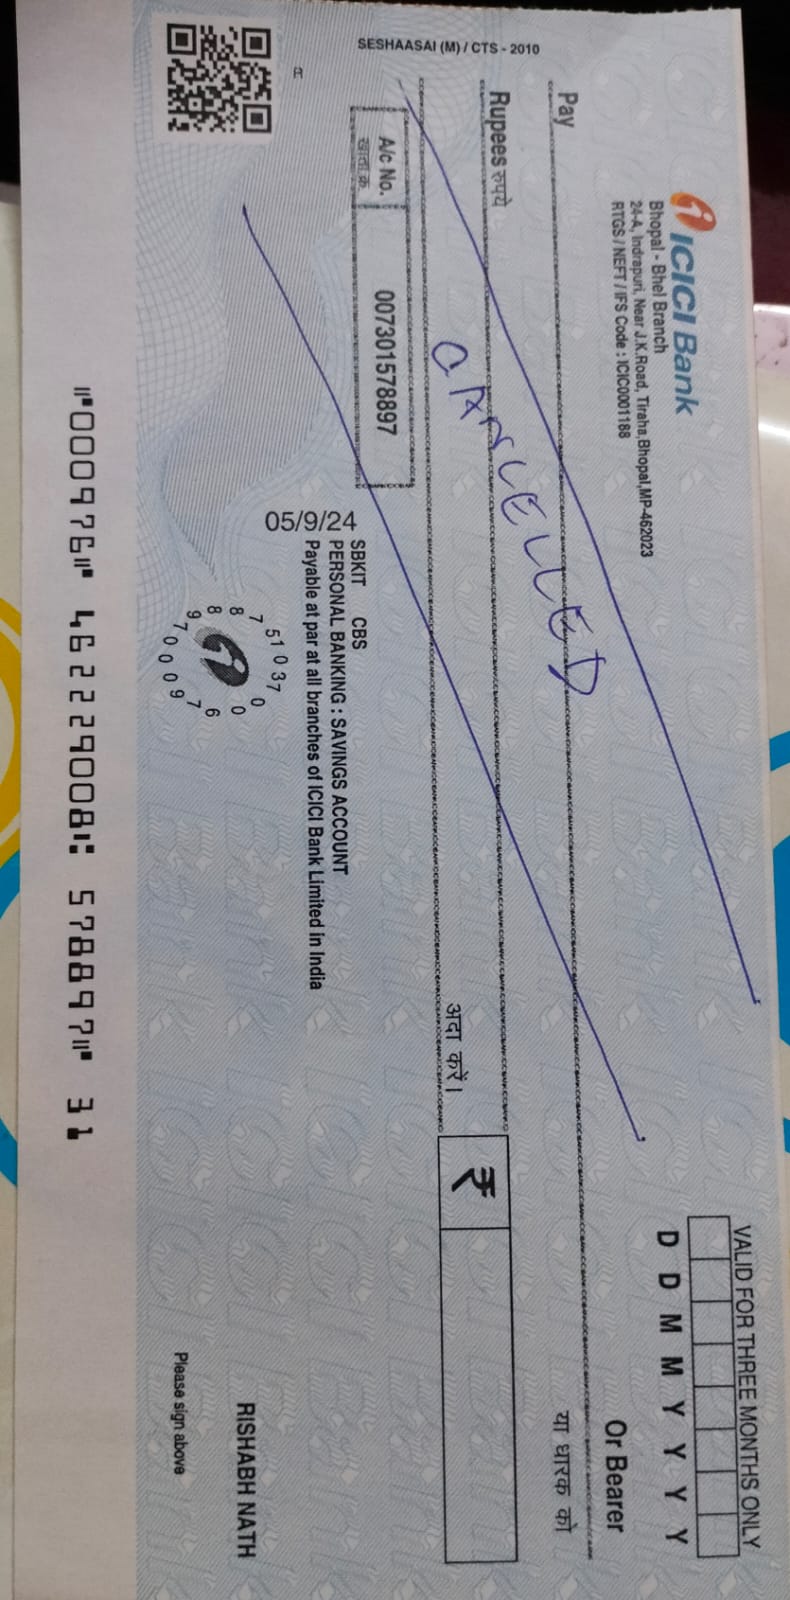 ICICI Bank
Bhopal - Bhel Branch
24-A, Indrapuri, Near J.K.Road, Tiraha,Bhopal,MP-462023
RTGS / NEFT / IFS Code : ICIC0001188
VALID FOR THREE MONTHS ONLY
D D M M Y Y Y Y
Pay
Or Bearer
या धारक को
Rupees रुपये
CANCELLED
अदा करें।
₹
A/c No.
खाता क्र.
007301578897
05/9/24
SBKIT CBS
PERSONAL BANKING : SAVINGS ACCOUNT
Payable at par at all branches of ICICI Bank Limited in India
RISHABH NATH
Please sign above
SESHAASAI (M) / CTS - 2010
⑈000976⑈ 462229008⑆ 578897⑈ 31